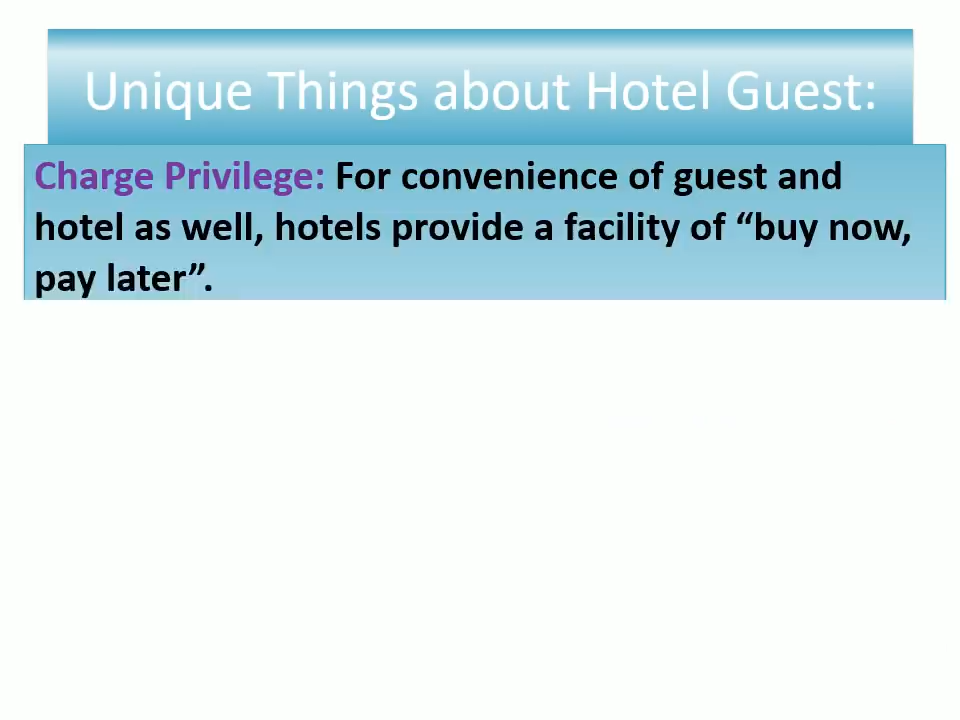 Unique Things about Hotel Guest:
Charge Privilege: For convenience of guest and
hotel as well, hotels provide a facility of “buy now,
pay later”.